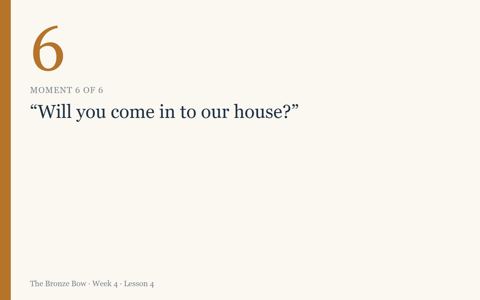 6
MOMENT 6 OF 6
“Will you come in to our house?”
The Bronze Bow · Week 4 · Lesson 4